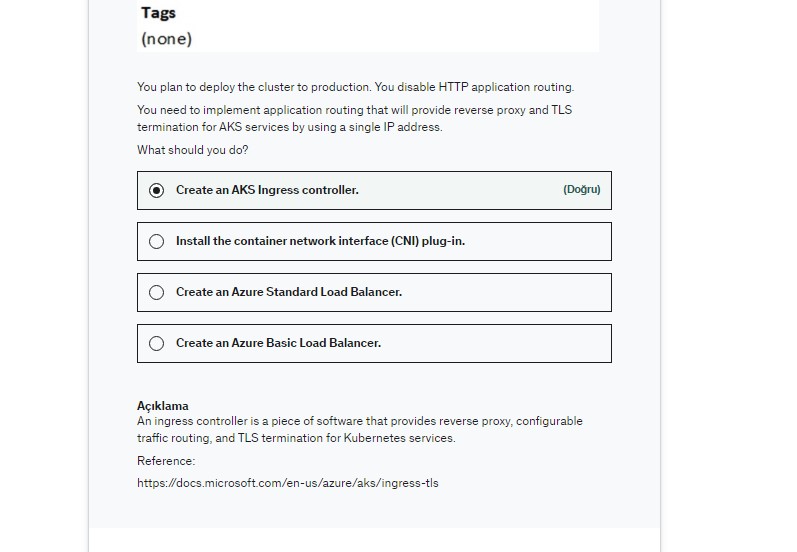 Tags
(none)
You plan to deploy the cluster to production. You disable HTTP application routing.
You need to implement application routing that will provide reverse proxy and TLS
termination for AKS services by using a single IP address.
What should you do?
Create an AKS Ingress controller. (Doğru)
Install the container network interface (CNI) plug-in.
Create an Azure Standard Load Balancer.
Create an Azure Basic Load Balancer.
Açıklama
An ingress controller is a piece of software that provides reverse proxy, configurable
traffic routing, and TLS termination for Kubernetes services.
Reference:
https://docs.microsoft.com/en-us/azure/aks/ingress-tls